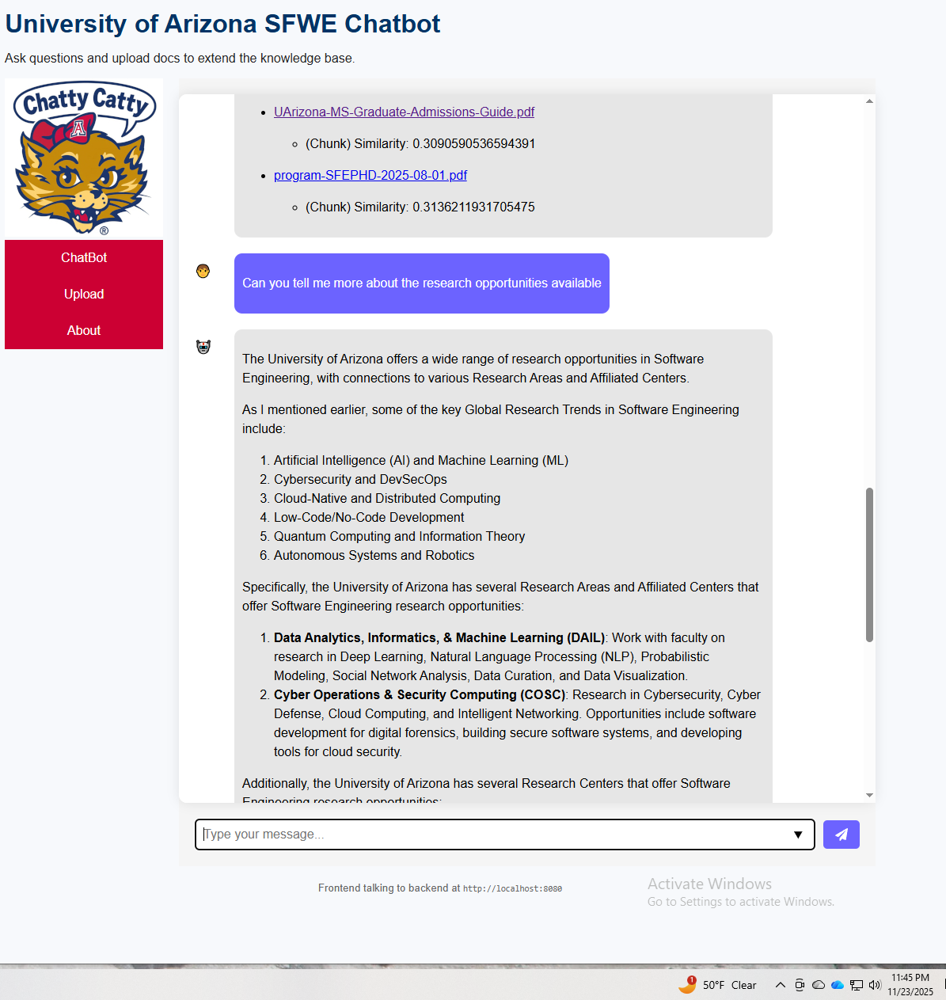 University of Arizona SFWE Chatbot
Ask questions and upload docs to extend the knowledge base.
Chatty Catty
A
®
ChatBot
Upload
About
UArizona-MS-Graduate-Admissions-Guide.pdf
(Chunk) Similarity: 0.3090590536594391
program-SFEPHD-2025-08-01.pdf
(Chunk) Similarity: 0.3136211931705475
Can you tell me more about the research opportunities available
The University of Arizona offers a wide range of research opportunities in Software
Engineering, with connections to various Research Areas and Affiliated Centers.
As I mentioned earlier, some of the key Global Research Trends in Software Engineering
include:
1. Artificial Intelligence (AI) and Machine Learning (ML)
2. Cybersecurity and DevSecOps
3. Cloud-Native and Distributed Computing
4. Low-Code/No-Code Development
5. Quantum Computing and Information Theory
6. Autonomous Systems and Robotics
Specifically, the University of Arizona has several Research Areas and Affiliated Centers that
offer Software Engineering research opportunities:
1. Data Analytics, Informatics, & Machine Learning (DAIL): Work with faculty on
research in Deep Learning, Natural Language Processing (NLP), Probabilistic
Modeling, Social Network Analysis, Data Curation, and Data Visualization.
2. Cyber Operations & Security Computing (COSC): Research in Cybersecurity, Cyber
Defense, Cloud Computing, and Intelligent Networking. Opportunities include software
development for digital forensics, building secure software systems, and developing
tools for cloud security.
Additionally, the University of Arizona has several Research Centers that offer Software
Engineering research opportunities:
Type your message...
Frontend talking to backend at http://localhost:8080
Activate Windows
Go to Settings to activate Windows.
1
50°F Clear
11:45 PM
11/23/2025